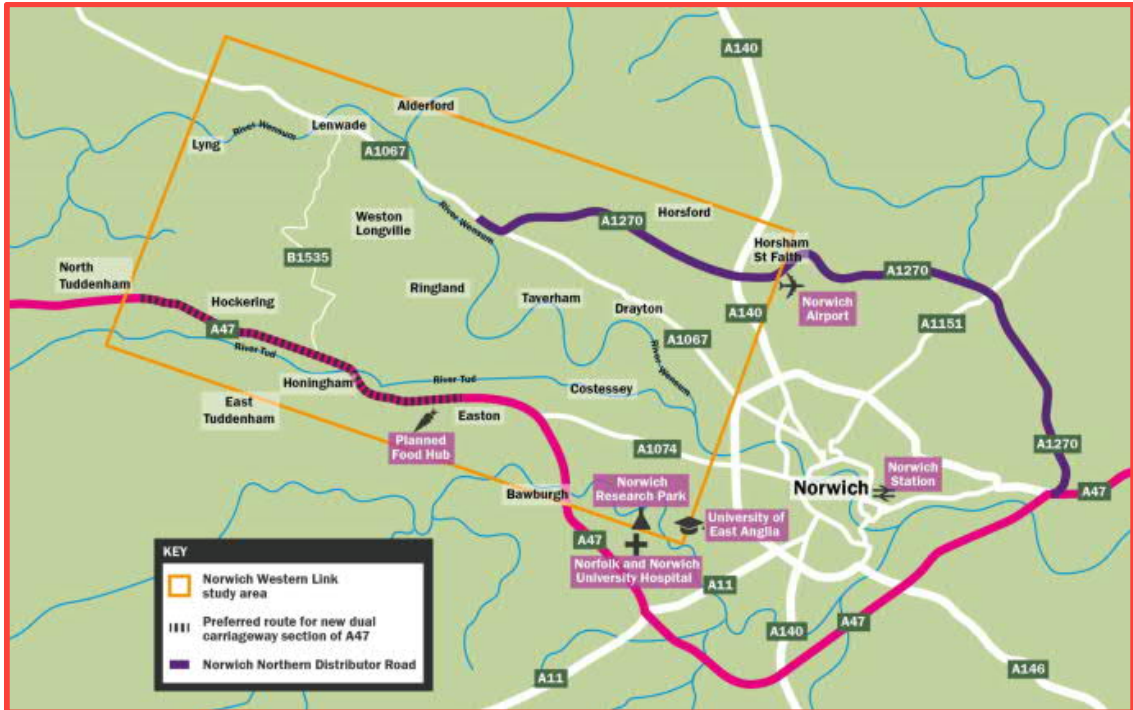 A140
Alderford
Lenwade
River Wensum
Lyng
A1067
Weston
Longville
River Wensum
Horsford
A1270
Horsham
St Faith
A1270
B1535
North
Tuddenham
Ringland
Hockering
Taverham
Drayton
Norwich
Airport
A140
A1151
A47
A1067
River Tud
River Wensum
Honingham
River Tud
Costessey
East
Tuddenham
Easton
Planned
Food Hub
A1074
A1270
Norwich
Research Park
Norwich
Norwich
Station
Bawburgh
A47
University of
East Anglia
A47
Norfolk and Norwich
University Hospital
A11
A47
A140
A146
A11
KEY
Norwich Western Link
study area
Preferred route for new dual
carriageway section of A47
Norwich Northern Distributor Road